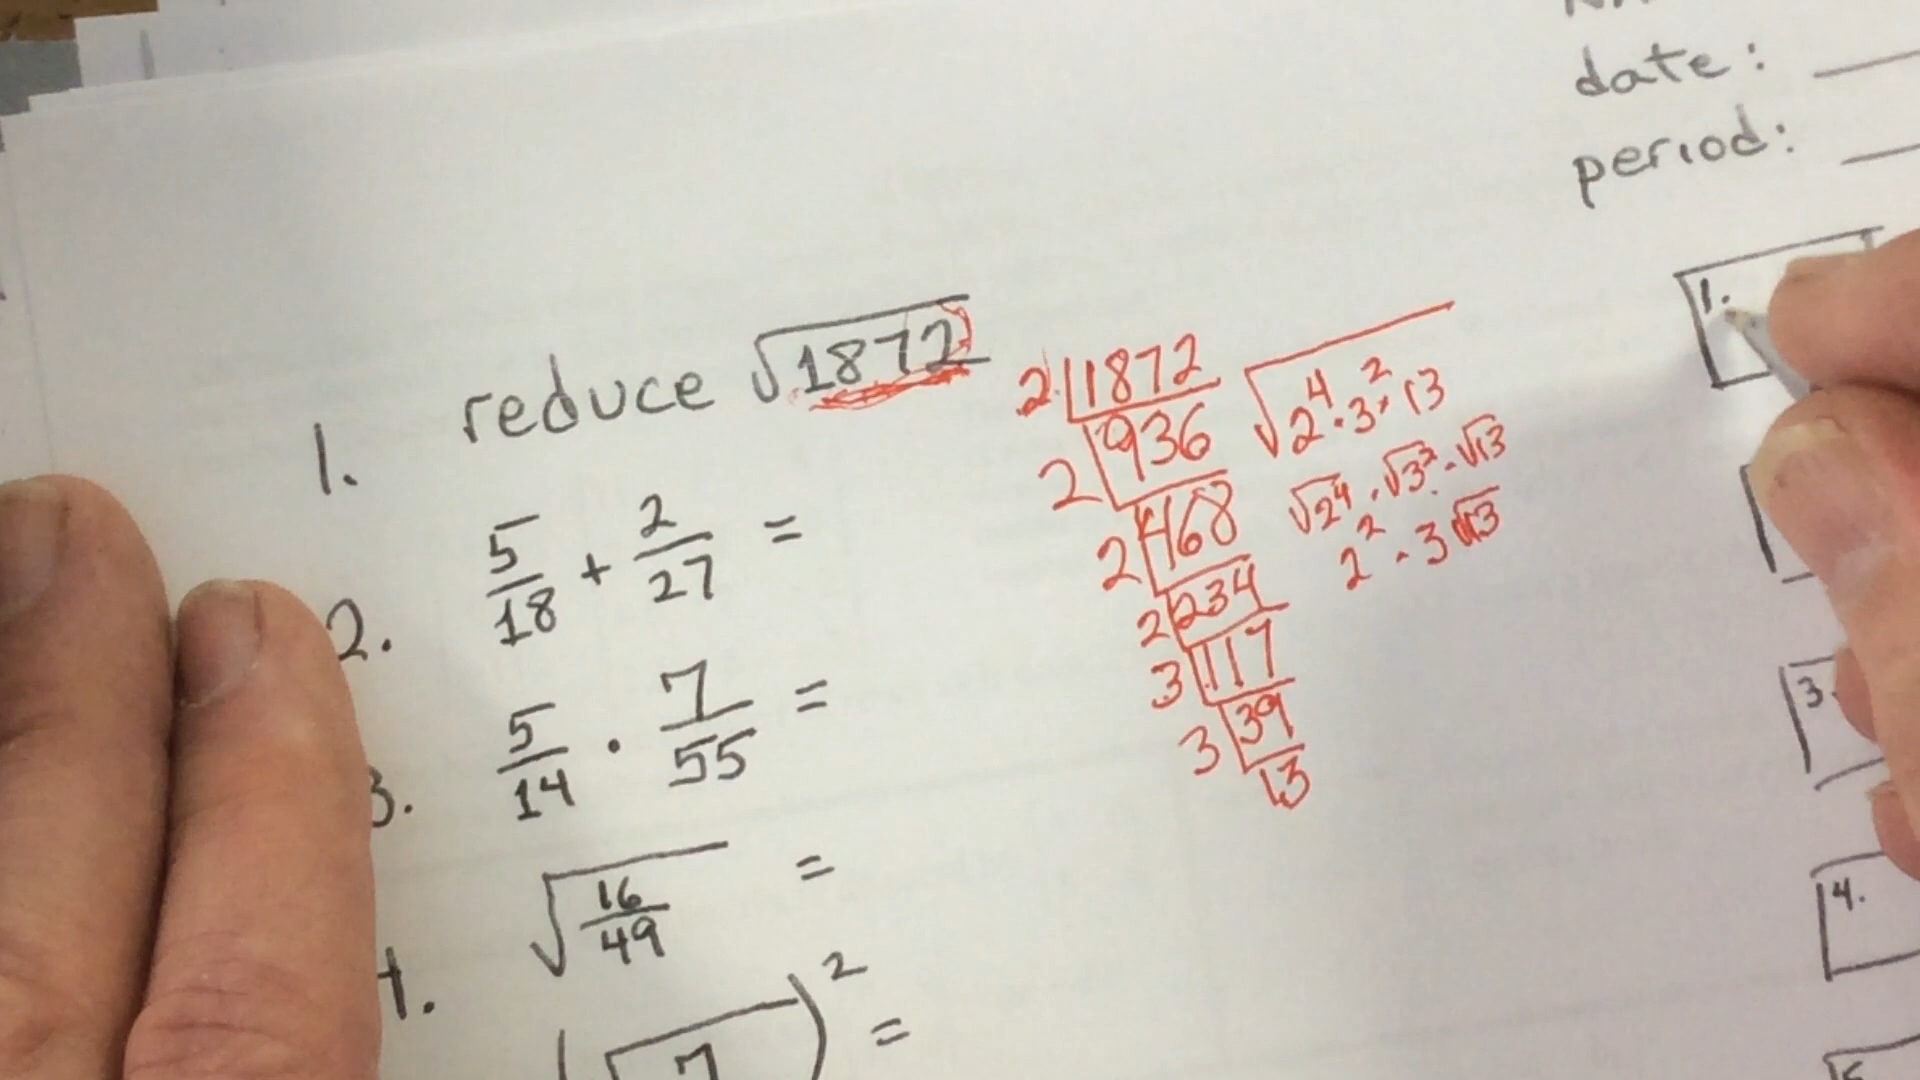 date:
period:
1. reduce √1872
2. 5/18 + 2/27 =
3. 5/14 · 7/55 =
√(16/49) =
)² =
2 | 1872
2 | 936
2 | 468
2 | 234
3 | 117
3 | 39
13
√(2⁴ · 3² · 13)
√2⁴ · √3² · √13
2² · 3√13
1.
3.
4.